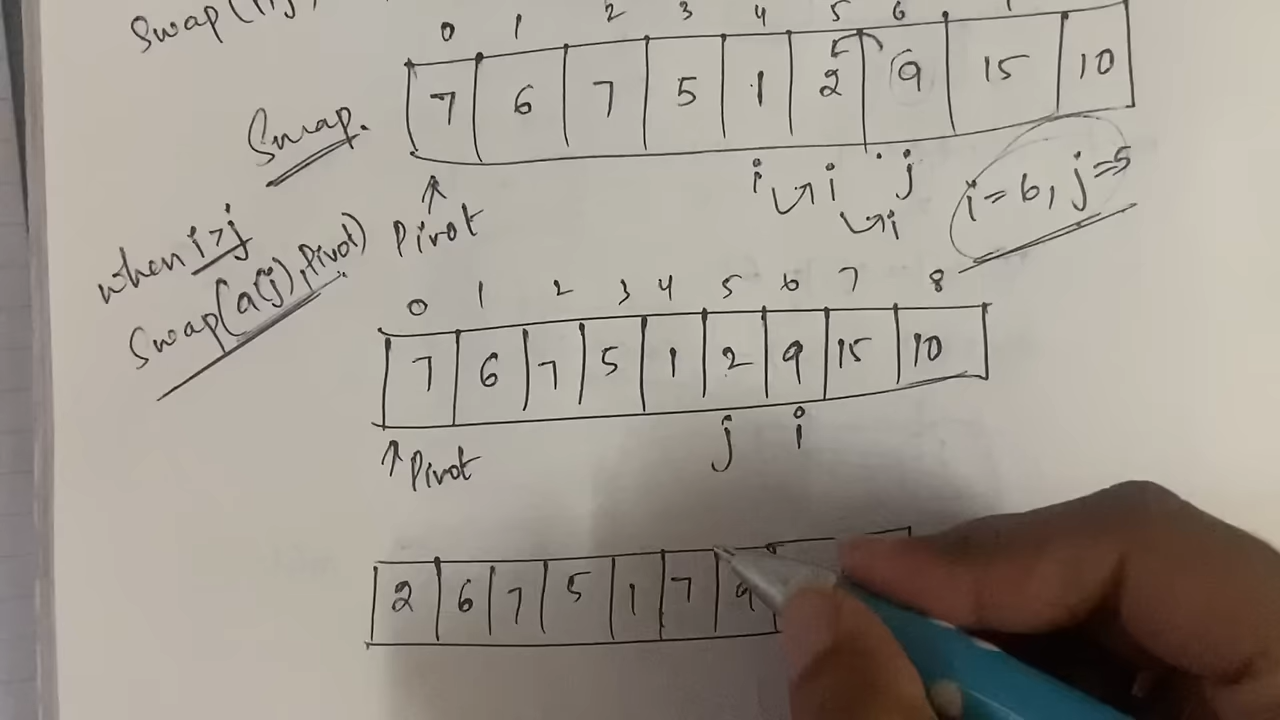 Swap(i,j)
0 1 2 3 4 5 6
7 6 7 5 1 2 9 15 10
Swap.
i i j
i
i=6, j=5
Pivot
when i>j
Swap(a(j), Pivot)
0 1 2 3 4 5 6 7 8
7 6 7 5 1 2 9 15 10
j i
Pivot
2 6 7 5 1 7 9